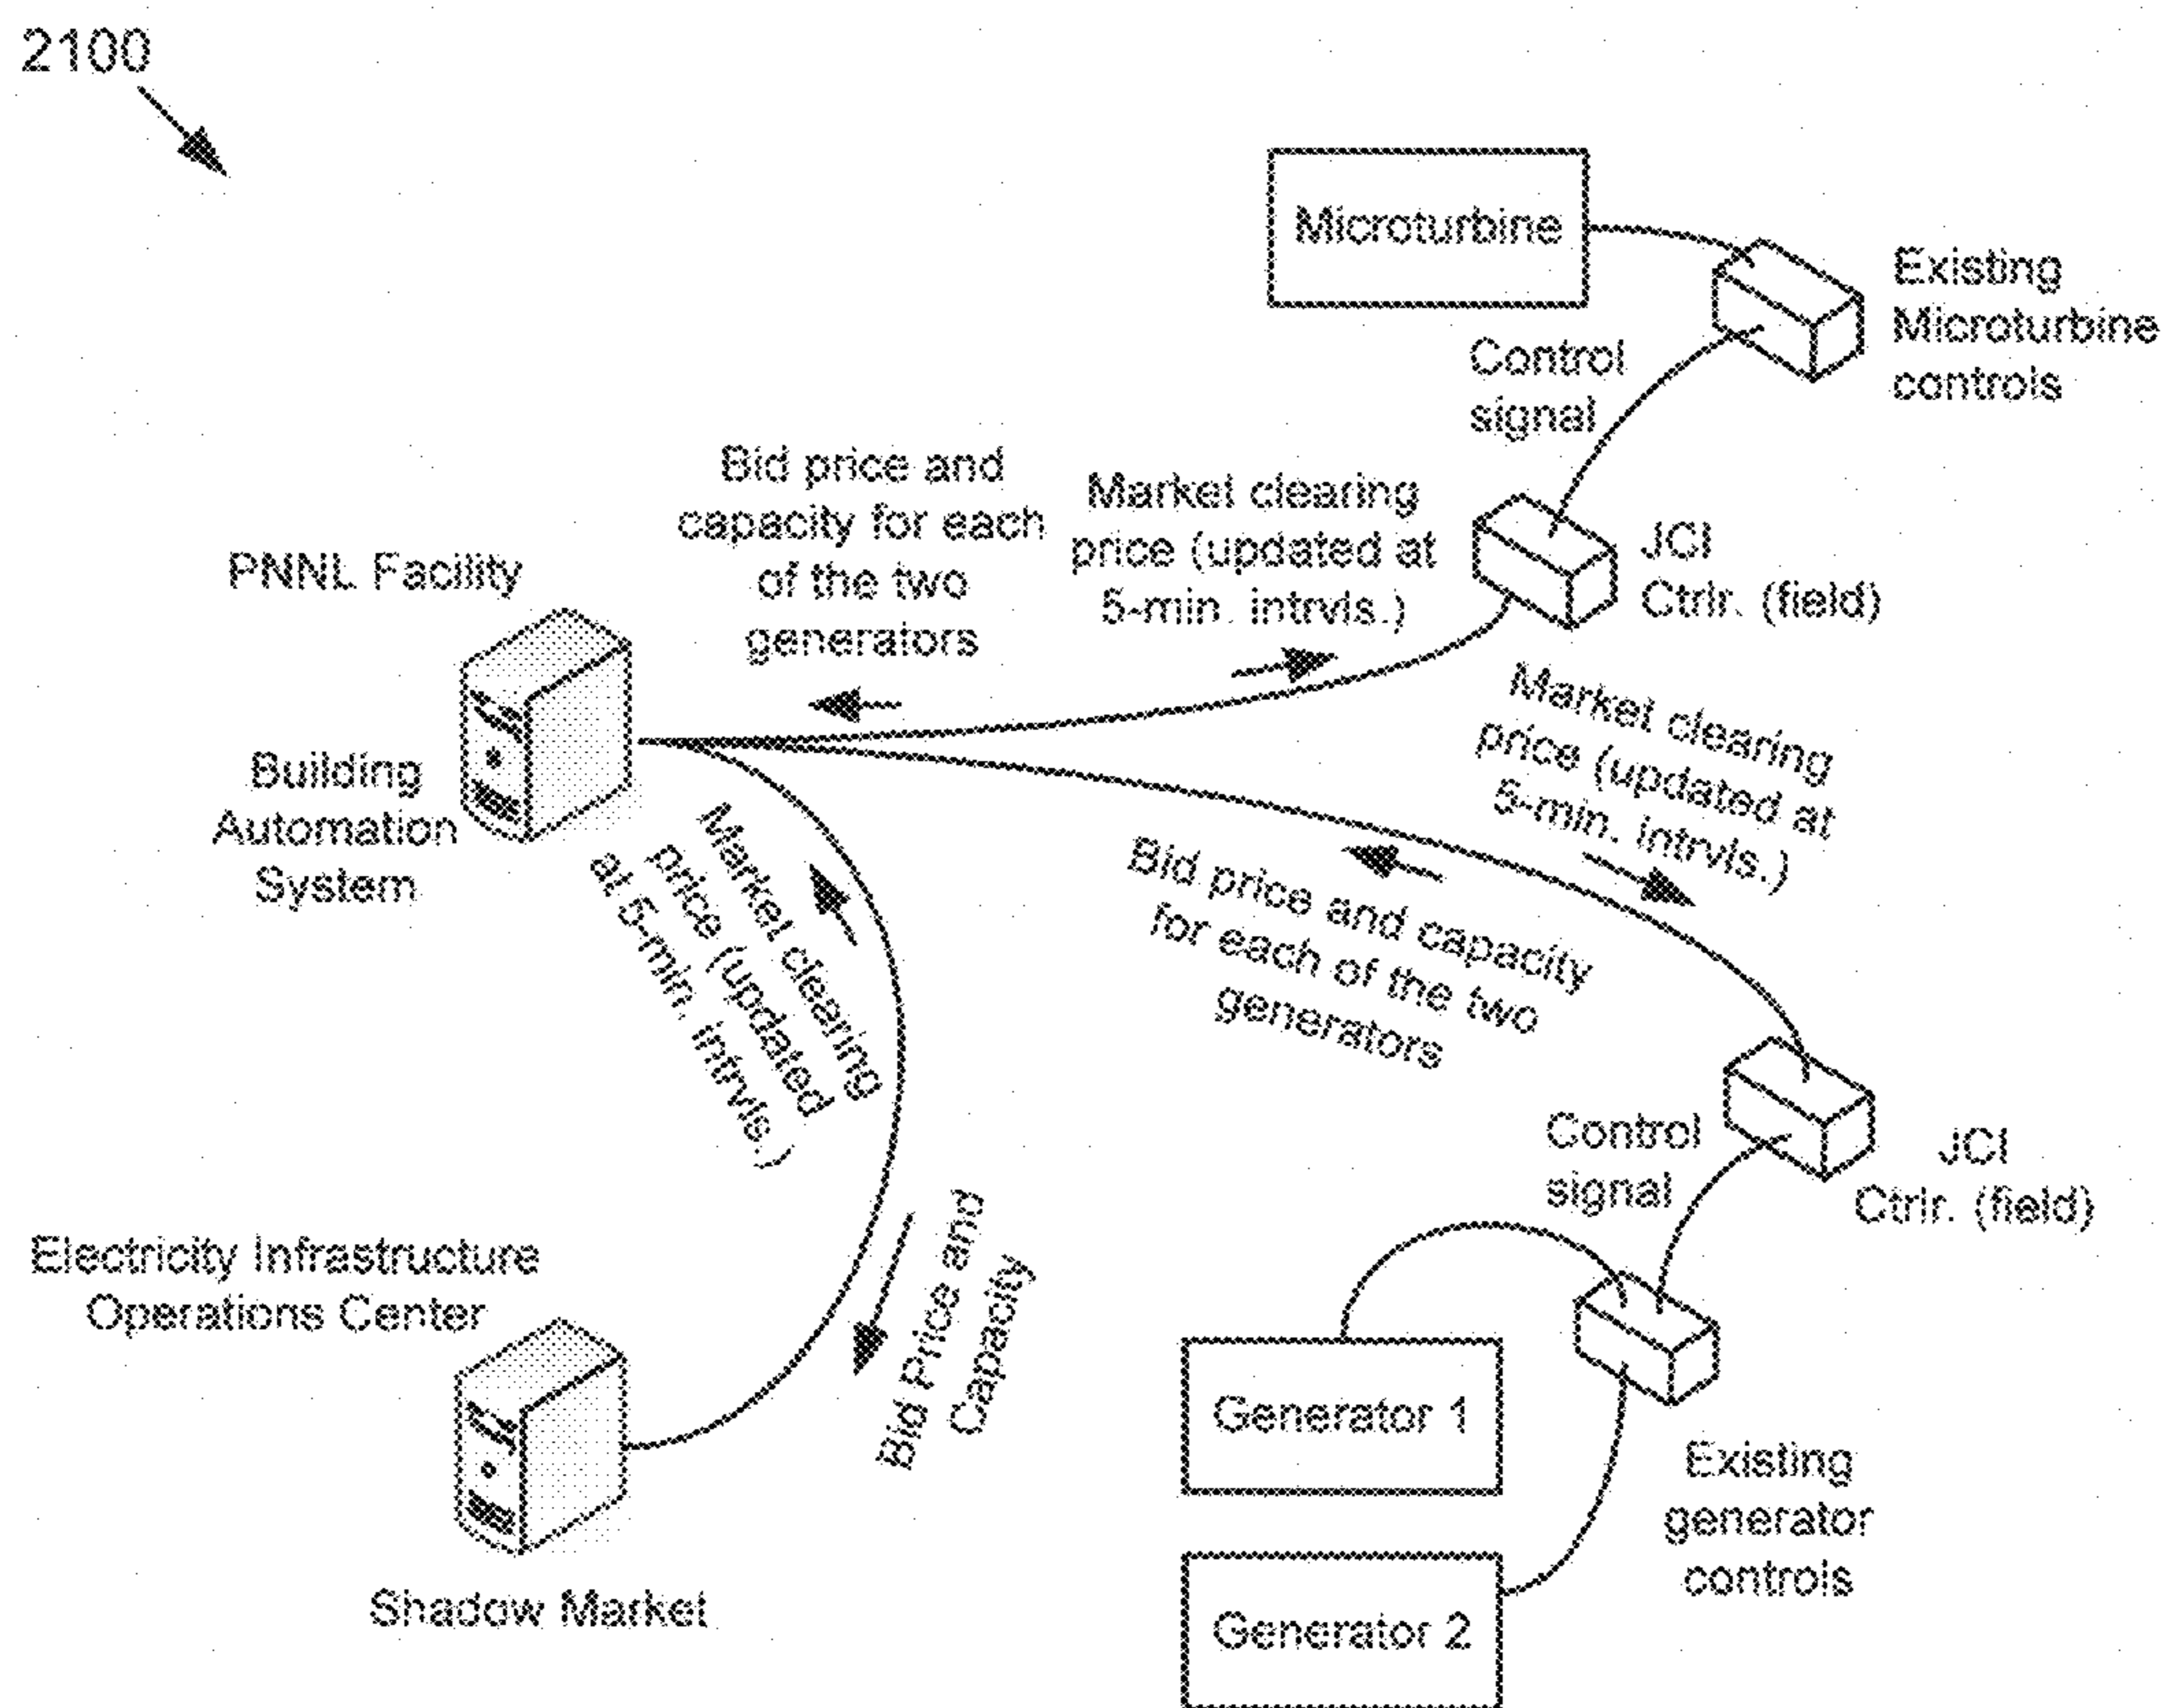 2100
Microturbine
Existing
Microturbine
controls
Control
signal
Bid price and
capacity for each
of the two
generators
Market clearing
price (updated at
5-min. intrvls.)
JCI
Ctrlr. (field)
PNNL Facility
Building
Automation
System
Market clearing
price (updated at
5-min. intrvls.)
Bid price and capacity
for each of the two
generators
Market clearing
price (updated
at 5-min. intrvls.)
Control
signal
JCI
Ctrlr. (field)
Bid Price and
Capacity
Electricity Infrastructure
Operations Center
Shadow Market
Generator 1
Existing
generator
controls
Generator 2